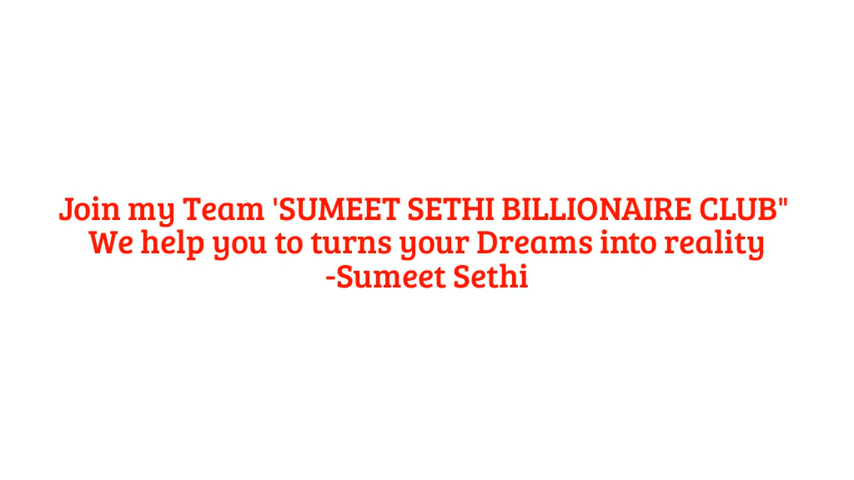 Join my Team 'SUMEET SETHI BILLIONAIRE CLUB"
We help you to turns your Dreams into reality
-Sumeet Sethi